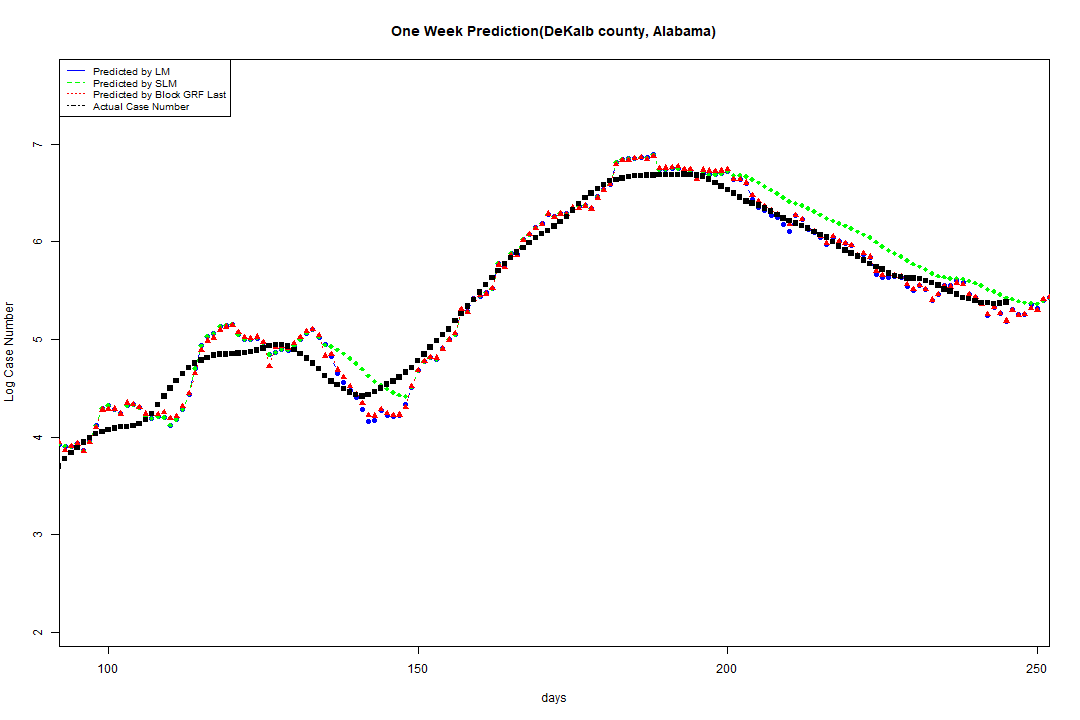 One Week Prediction(DeKalb county, Alabama)
Predicted by LM
Predicted by SLM
Predicted by Block GRF Last
Actual Case Number
7
6
5
4
3
2
Log Case Number
100 150 200 250
days